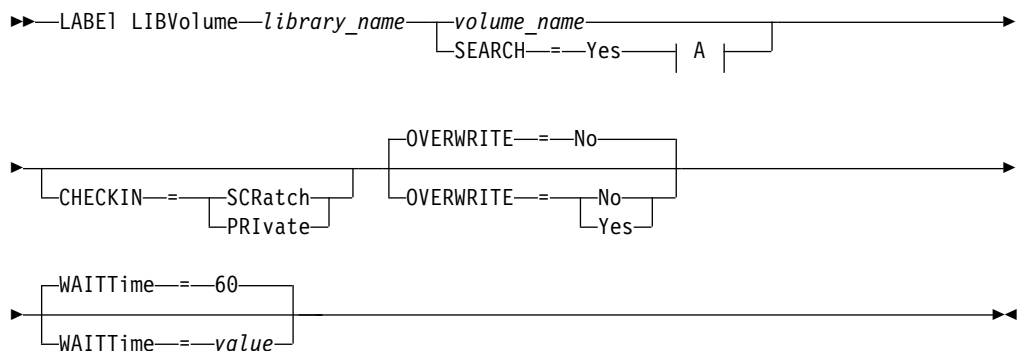 LABEl LIBVolume library_name volume_name
SEARCH = Yes A
OVERWRITE = No
CHECKIN = SCRatch OVERWRITE = No
PRIvate Yes
WAITTime = 60
WAITTime = value